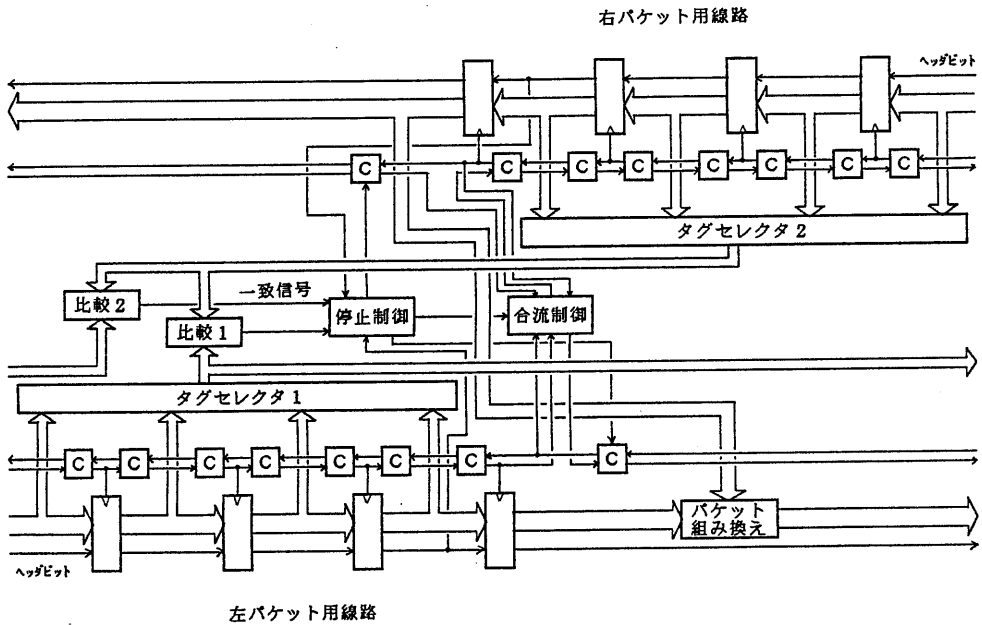 右パケット用線路
ヘッダビット
C
C
C
C
C
C
C
C
タグセレクタ2
比較2
一致信号
比較1
停止制御
合流制御
タグセレクタ1
C
C
C
C
C
C
C
C
パケット
組み換え
ヘッダビット
左パケット用線路